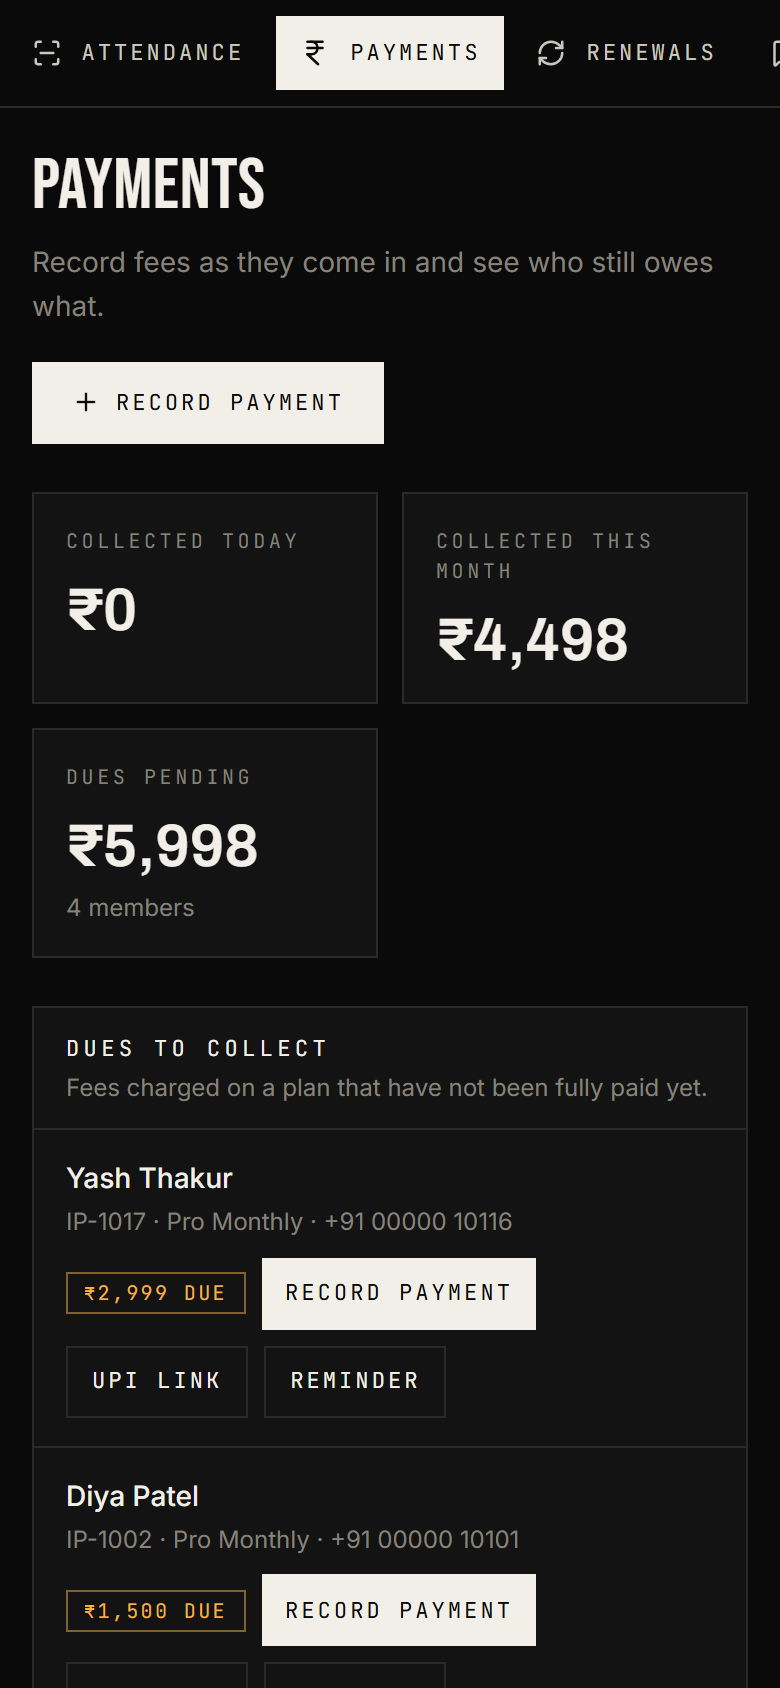 ATTENDANCE
PAYMENTS
RENEWALS
PAYMENTS
Record fees as they come in and see who still owes
what.
RECORD PAYMENT
COLLECTED TODAY
₹0
COLLECTED THIS
MONTH
₹4,498
DUES PENDING
₹5,998
4 members
DUES TO COLLECT
Fees charged on a plan that have not been fully paid yet.
Yash Thakur
IP-1017 · Pro Monthly · +91 00000 10116
₹2,999 DUE
RECORD PAYMENT
UPI LINK
REMINDER
Diya Patel
IP-1002 · Pro Monthly · +91 00000 10101
₹1,500 DUE
RECORD PAYMENT